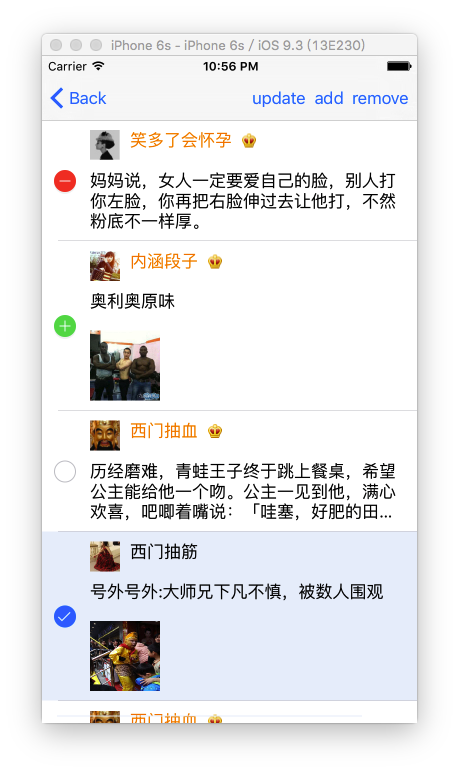 iPhone 6s - iPhone 6s / iOS 9.3 (13E230)
Carrier 10:56 PM
Back update add remove
笑多了会怀孕
妈妈说，女人一定要爱自己的脸，别人打
你左脸，你再把右脸伸过去让他打，不然
粉底不一样厚。
内涵段子
奥利奥原味
西门抽血
历经磨难，青蛙王子终于跳上餐桌，希望
公主能给他一个吻。公主一见到他，满心
欢喜，吧唧着嘴说：「哇塞，好肥的田...
西门抽筋
号外号外:大师兄下凡不慎，被数人围观
西门抽血